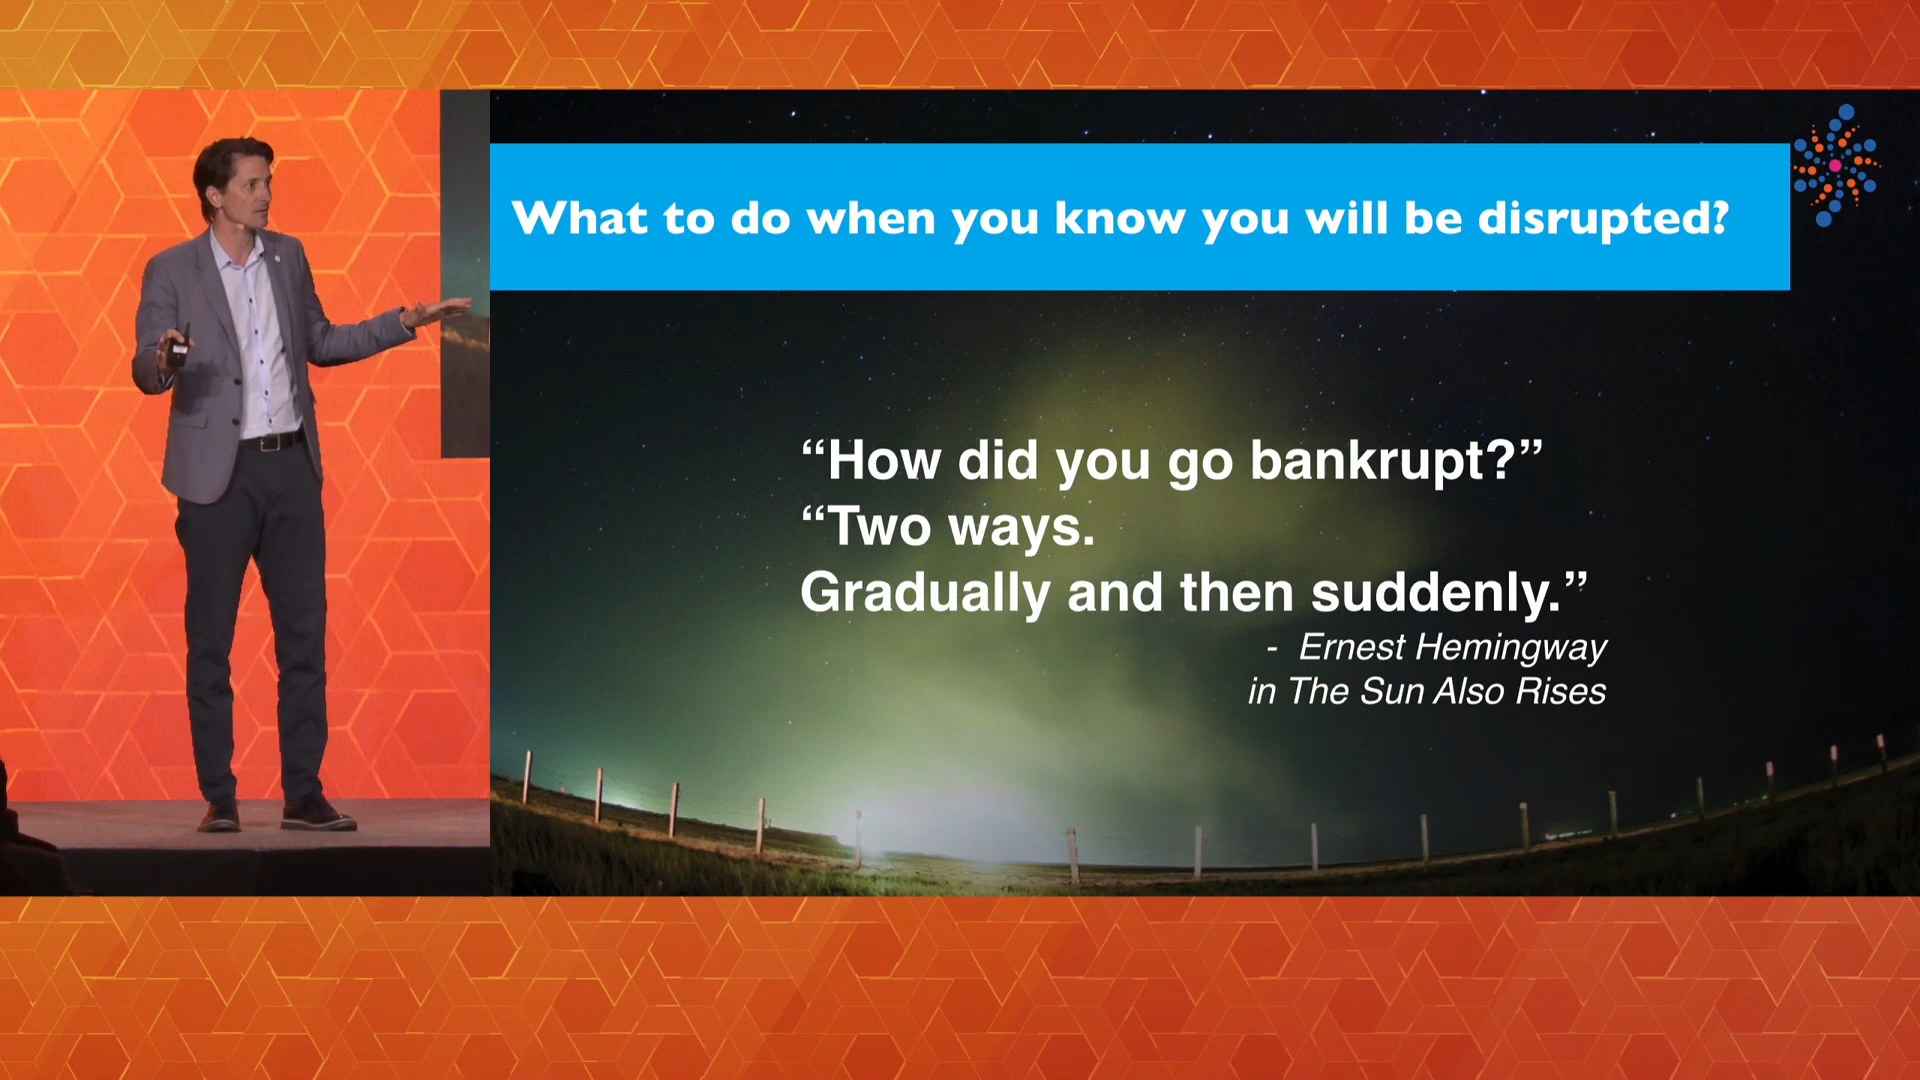 What to do when you know you will be disrupted?
“How did you go bankrupt?”
“Two ways.
Gradually and then suddenly.”
- Ernest Hemingway
in The Sun Also Rises